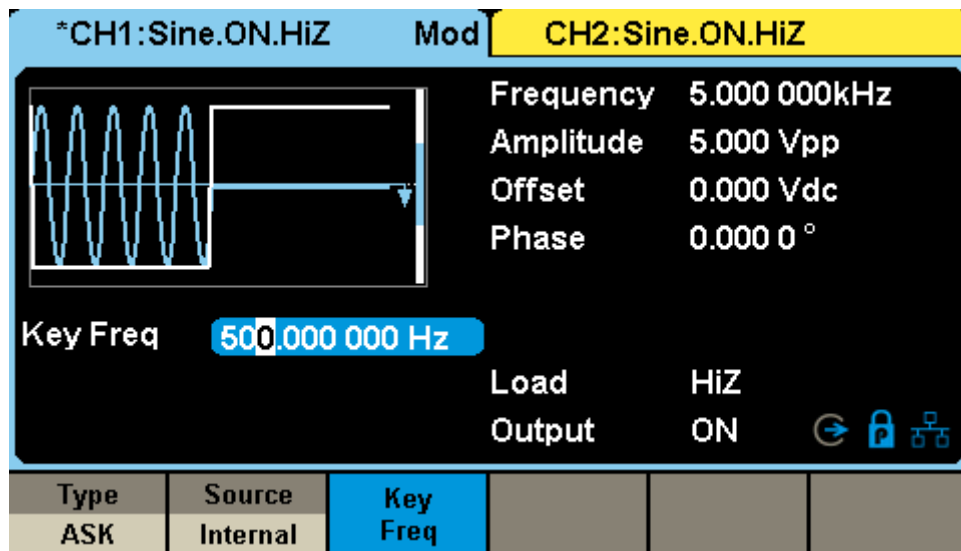 *CH1:Sine.ON.HiZ Mod CH2:Sine.ON.HiZ
Frequency 5.000 000kHz
Amplitude 5.000 Vpp
Offset 0.000 Vdc
Phase 0.000 0 °
Key Freq 500.000 000 Hz
Load HiZ
Output ON P
Type Source Key
ASK Internal Freq